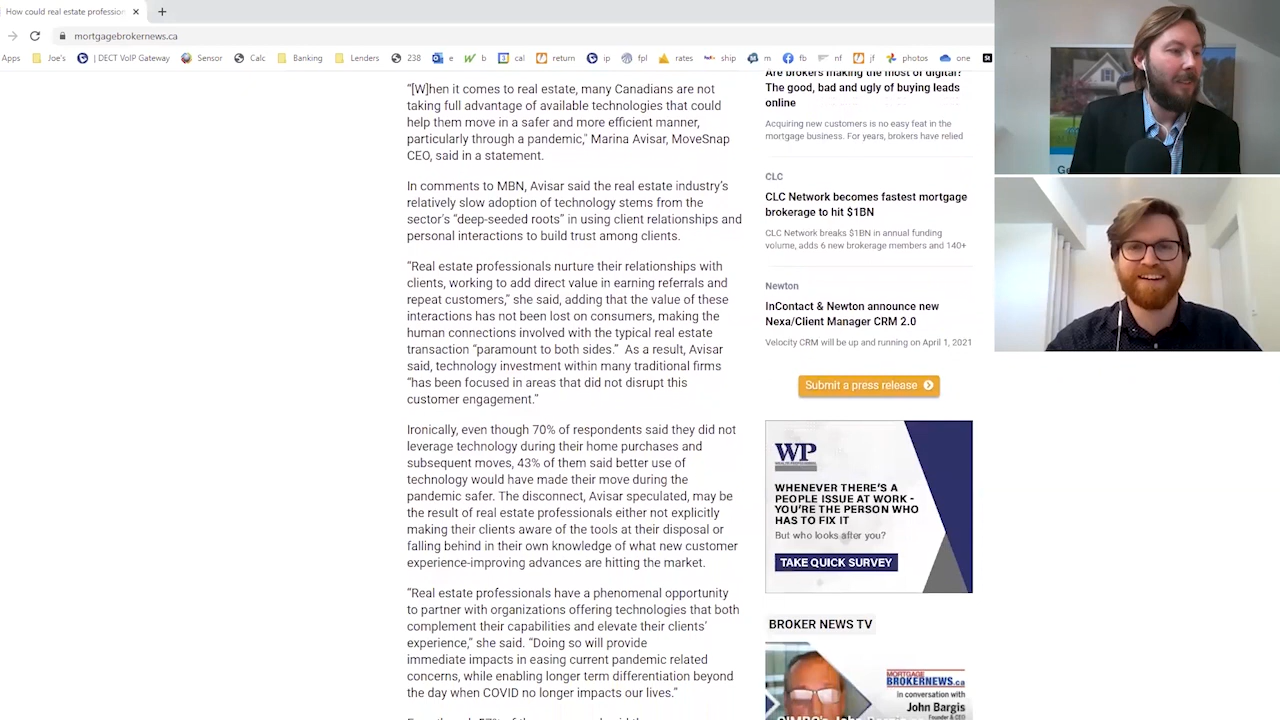 How could real estate profession
mortgagebrokernews.ca
Apps Joe's | DECT VoIP Gateway Sensor Calc Banking Lenders 238 e b cal return ip fpl rates ship m fb nf jf photos one
"[W]hen it comes to real estate, many Canadians are not
taking full advantage of available technologies that could
help them move in a safer and more efficient manner,
particularly through a pandemic," Marina Avisar, MoveSnap
CEO, said in a statement.
In comments to MBN, Avisar said the real estate industry's
relatively slow adoption of technology stems from the
sector's "deep-seeded roots" in using client relationships and
personal interactions to build trust among clients.
"Real estate professionals nurture their relationships with
clients, working to add direct value in earning referrals and
repeat customers," she said, adding that the value of these
interactions has not been lost on consumers, making the
human connections involved with the typical real estate
transaction "paramount to both sides." As a result, Avisar
said, technology investment within many traditional firms
"has been focused in areas that did not disrupt this
customer engagement."
Ironically, even though 70% of respondents said they did not
leverage technology during their home purchases and
subsequent moves, 43% of them said better use of
technology would have made their move during the
pandemic safer. The disconnect, Avisar speculated, may be
the result of real estate professionals either not explicitly
making their clients aware of the tools at their disposal or
falling behind in their own knowledge of what new customer
experience-improving advances are hitting the market.
"Real estate professionals have a phenomenal opportunity
to partner with organizations offering technologies that both
complement their capabilities and elevate their clients'
experience," she said. "Doing so will provide
immediate impacts in easing current pandemic related
concerns, while enabling longer term differentiation beyond
the day when COVID no longer impacts our lives."
Are brokers making the most of digital?
The good, bad and ugly of buying leads
online
Acquiring new customers is no easy feat in the
mortgage business. For years, brokers have relied
CLC
CLC Network becomes fastest mortgage
brokerage to hit $1BN
CLC Network breaks $1BN in annual funding
volume, adds 6 new brokerage members and 140+
Newton
InContact & Newton announce new
Nexa/Client Manager CRM 2.0
Velocity CRM will be up and running on April 1, 2021
Submit a press release
WP
WHENEVER THERE'S A
PEOPLE ISSUE AT WORK -
YOU'RE THE PERSON WHO
HAS TO FIX IT
But who looks after you?
TAKE QUICK SURVEY
BROKER NEWS TV
MORTGAGE
BROKERNEWS.ca
in conversation with
John Bargis
Founder & CEO